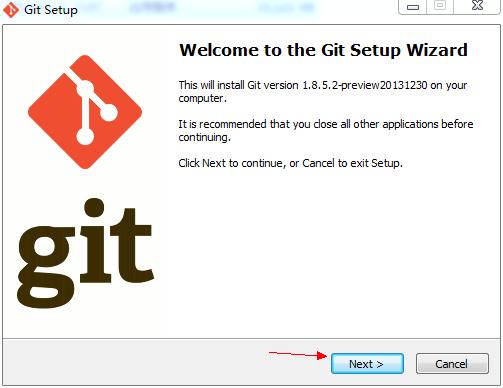 Git Setup
Welcome to the Git Setup Wizard
This will install Git version 1.8.5.2-preview20131230 on your
computer.
It is recommended that you close all other applications before
continuing.
Click Next to continue, or Cancel to exit Setup.
git
Next >
Cancel